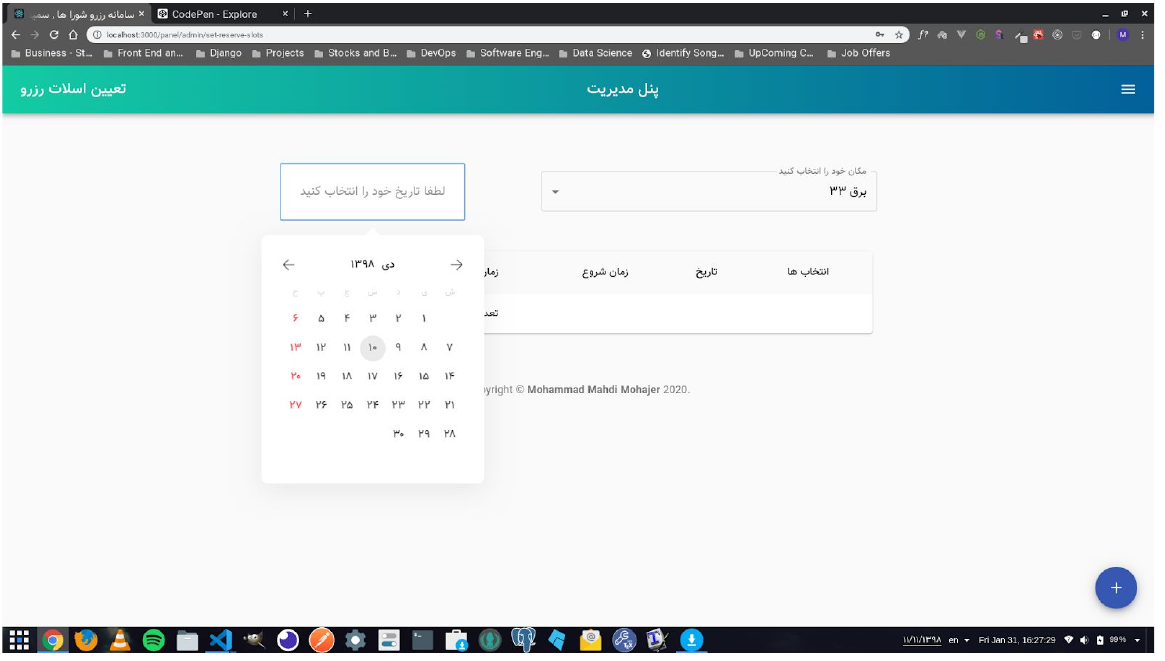 سامانه رزرو شورا ها , سمی
CodePen - Explore
localhost:3000/panel/admin/set-reserve-slots
Business - St... Front End an... Django Projects Stocks and B... DevOps Software Eng... Data Science Identify Song... UpComing C... Job Offers
پنل مدیریت
تعیین اسلات رزرو
مکان خود را انتخاب کنید
برق ۳۳
لطفا تاریخ خود را انتخاب کنید
انتخاب ها تاریخ زمان شروع زمان
تعد
دی ۱۳۹۸
ش ی د س چ پ ج
۱ ۲ ۳ ۴ ۵ ۶
۷ ۸ ۹ ۱۰ ۱۱ ۱۲ ۱۳
۱۴ ۱۵ ۱۶ ۱۷ ۱۸ ۱۹ ۲۰
۲۱ ۲۲ ۲۳ ۲۴ ۲۵ ۲۶ ۲۷
۲۸ ۲۹ ۳۰
pyright © Mohammad Mahdi Mohajer 2020.
۱۱/۱۱/۱۳۹۸ en Fri Jan 31, 16:27:29 99%